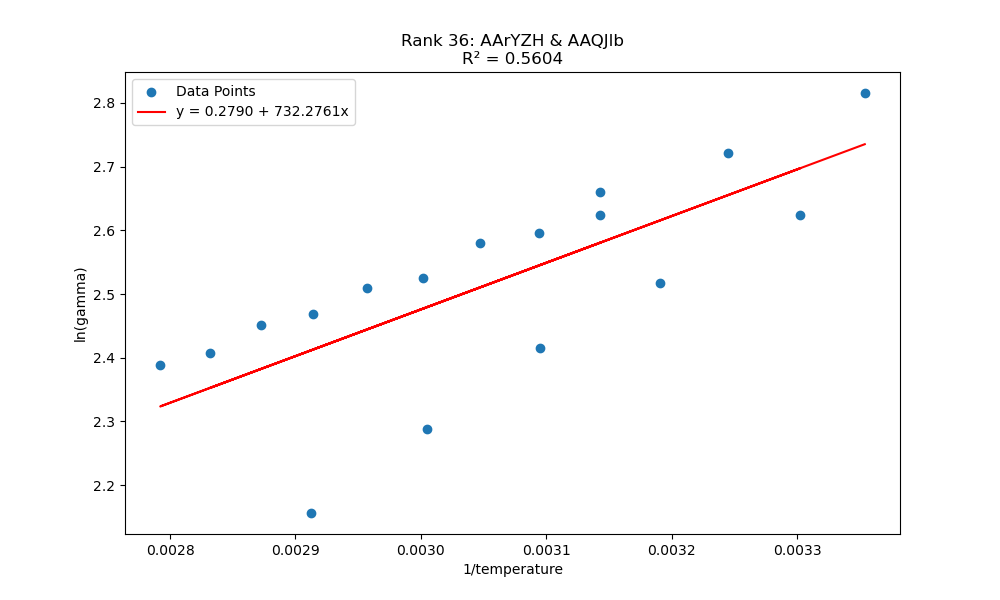 Rank 36: AArYZH & AAQJlb
R² = 0.5604
Data Points
y = 0.2790 + 732.2761x
ln(gamma)
2.8
2.7
2.6
2.5
2.4
2.3
2.2
0.0028 0.0029 0.0030 0.0031 0.0032 0.0033
1/temperature